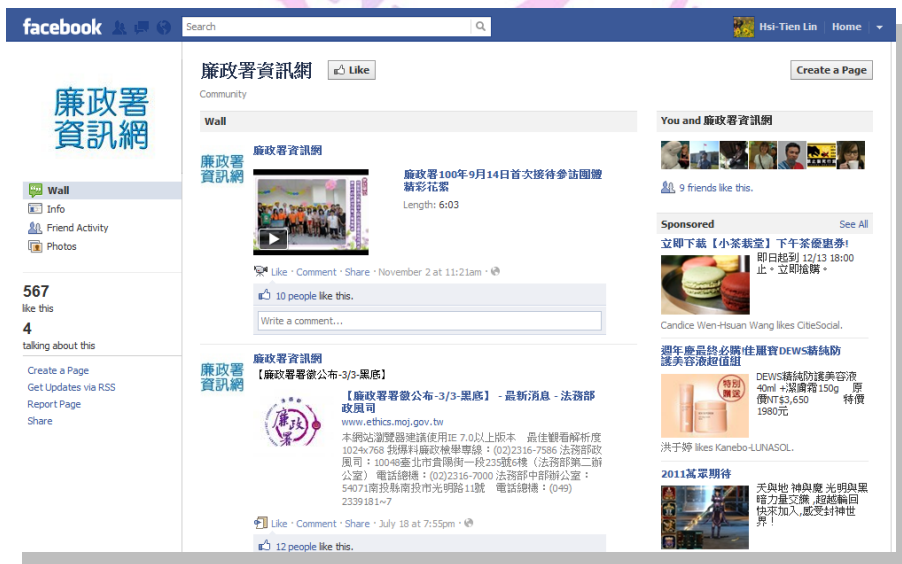 facebook
Search
Hsi-Tien Lin
Home
廉政署
資訊網
Wall
Info
Friend Activity
Photos
567
like this
4
talking about this
Create a Page
Get Updates via RSS
Report Page
Share
廉政署資訊網
Like
Create a Page
Community
Wall
廉政署資訊網
廉政署
資訊網
廉政署100年9月14日首次接待參訪團體
精彩花絮
Length: 6:03
Like · Comment · Share · November 2 at 11:21am ·
10 people like this.
Write a comment...
廉政署資訊網
廉政署
資訊網
【廉政署署徽公布-3/3-黑底】
廉政署
【廉政署署徽公布-3/3-黑底】 - 最新消息 - 法務部
政風司
www.ethics.moj.gov.tw
本網站瀏覽器建議使用IE 7.0以上版本 最佳觀看解析度
1024x768 我爆料廉政檢舉專線：(02)2316-7586 法務部政
風司：10048臺北市貴陽街一段235號6樓（法務部第二辦
公室） 電話總機：(02)2316-7000 法務部中部辦公室：
54071南投縣南投市光明路11號 電話總機：(049)
2339181~7
Like · Comment · Share · July 18 at 7:55pm ·
12 people like this.
You and 廉政署資訊網
9 friends like this.
Sponsored
See All
立即下載【小茶栽堂】下午茶優惠券!
即日起到 12/13 18:00
止。立即搶購。
Candice Wen-Hsuan Wang likes CitieSocial.
週年慶最終必購!佳麗寶DEWS精純防
護美容液超值組
特別
贈送
DEWS精純防護美容液
40ml +潔膚霜150g 原
價NT$3,650 特價
1980元
洪于婷 likes Kanebo-LUNASOL.
2011萬眾期待
天與地 神與魔 光明與黑
暗力量交織 ,超越輪回
快來加入,感受封神世
界！